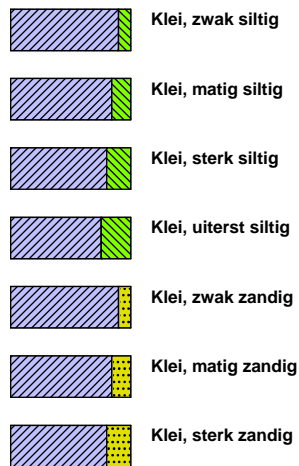 Klei, zwak siltig
Klei, matig siltig
Klei, sterk siltig
Klei, uiterst siltig
Klei, zwak zandig
Klei, matig zandig
Klei, sterk zandig